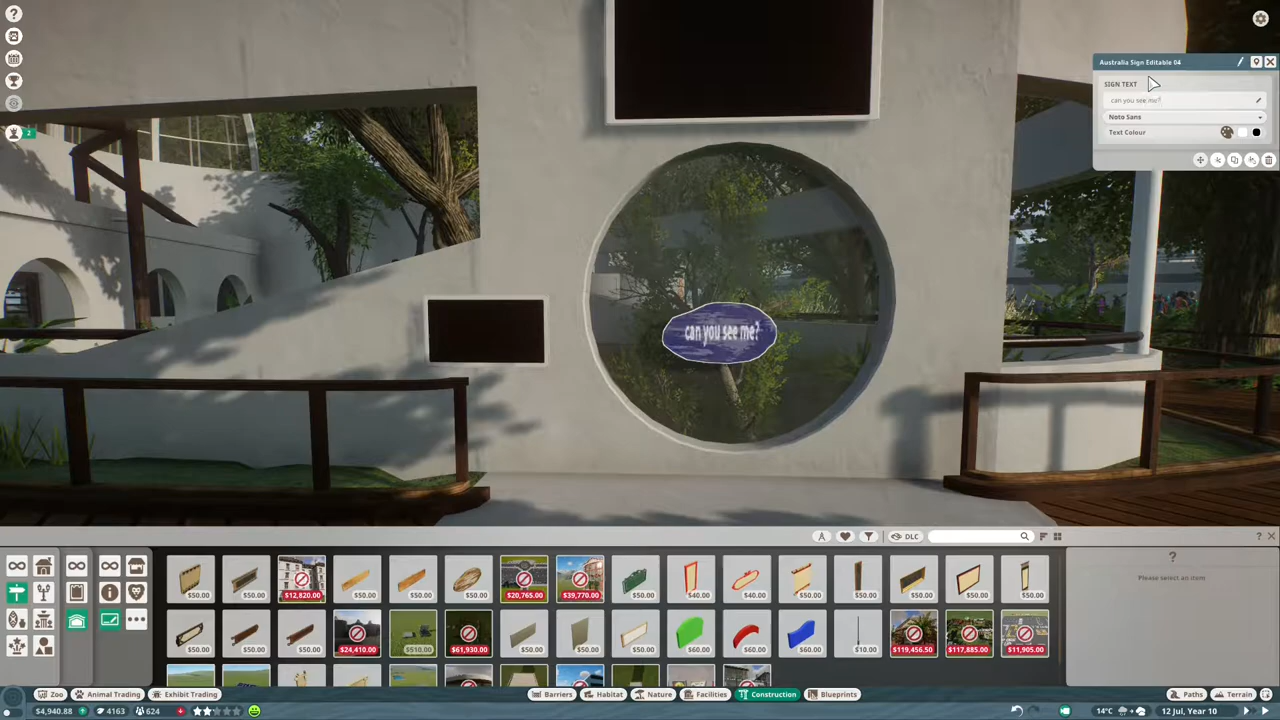 Australia Sign Editable 04
SIGN TEXT
can you see me?
Noto Sans
Text Colour
2
can you see me?
DLC
?
Please select an item
$50.00 $50.00 $12,820.00 $50.00 $50.00 $50.00 $20,765.00 $39,770.00 $50.00 $40.00 $40.00 $50.00 $50.00 $50.00 $50.00 $50.00
$50.00 $50.00 $50.00 $24,410.00 $510.00 $61,930.00 $50.00 $50.00 $50.00 $60.00 $60.00 $60.00 $10.00 $119,456.50 $117,885.00 $11,905.00
Zoo Animal Trading Exhibit Trading Barriers Habitat Nature Facilities Construction Blueprints Paths Terrain
$4,940.88 4163 624 14°C 12 Jul, Year 10